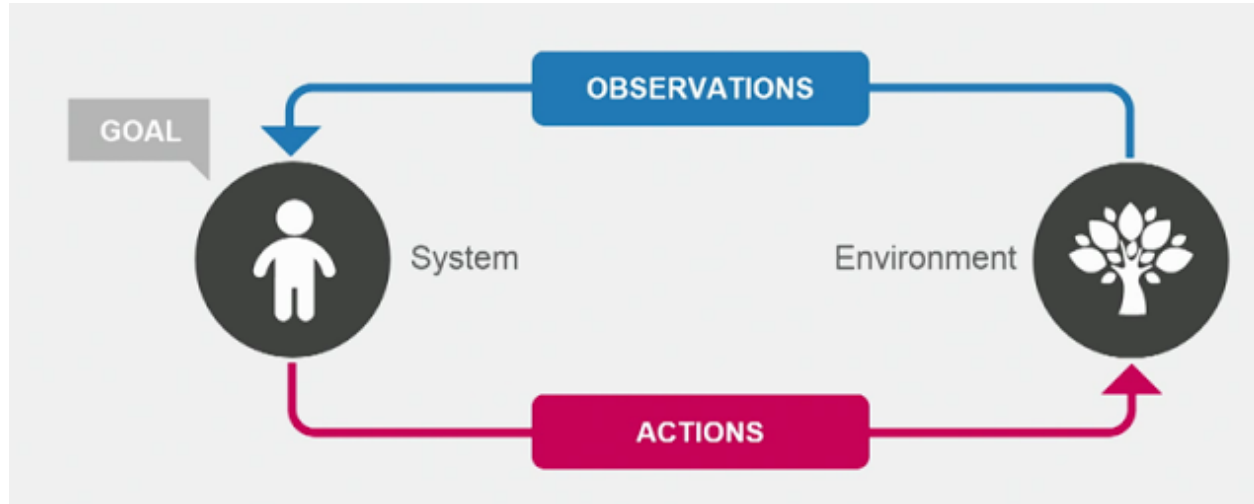 OBSERVATIONS
GOAL
System
Environment
ACTIONS